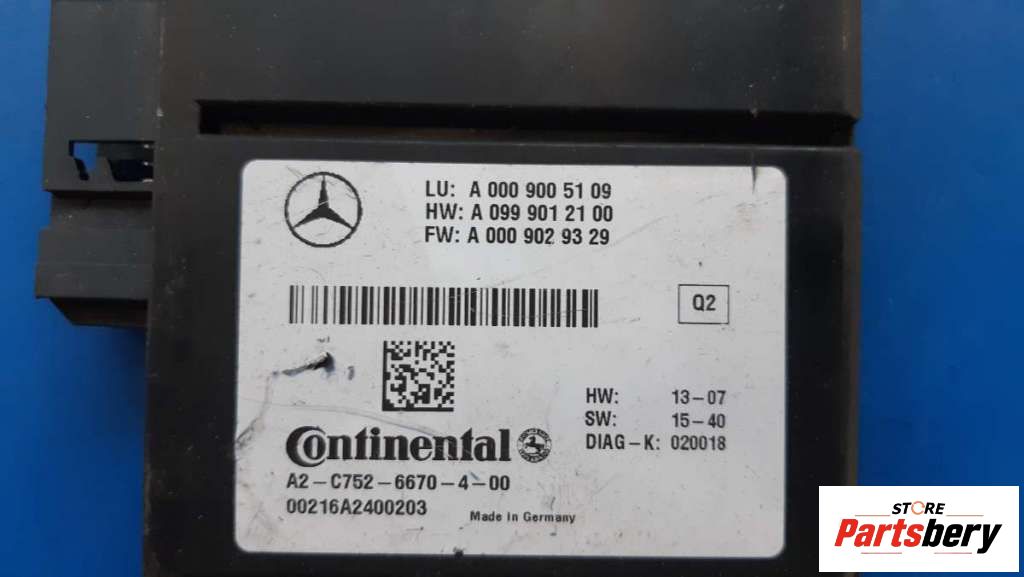 LU: A 000 900 51 09
HW: A 099 901 21 00
FW: A 000 902 93 29
Q2
HW: 13-07
SW: 15-40
DIAG-K: 020018
Continental
A2-C752-6670-4-00
00216A2400203
Made in Germany
STORE
Partsbery